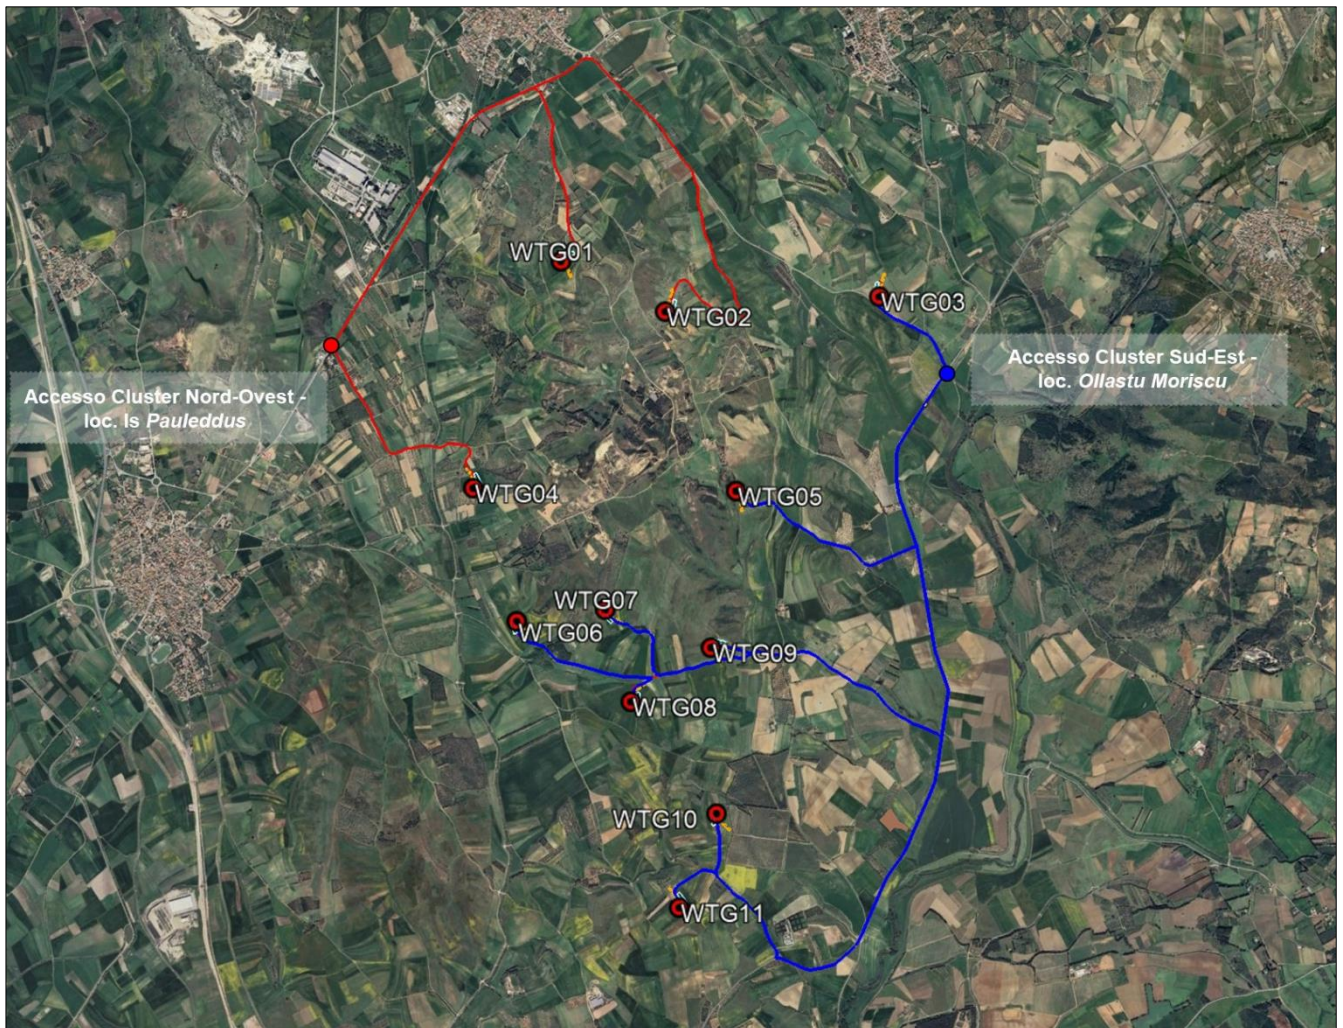 WTG01
WTG02
WTG03
Accesso Cluster Sud-Est -
loc. Ollastu Moriscu
Accesso Cluster Nord-Ovest -
loc. Is Pauleddus
WTG04
WTG05
WTG07
WTG06
WTG09
WTG08
WTG10
WTG11